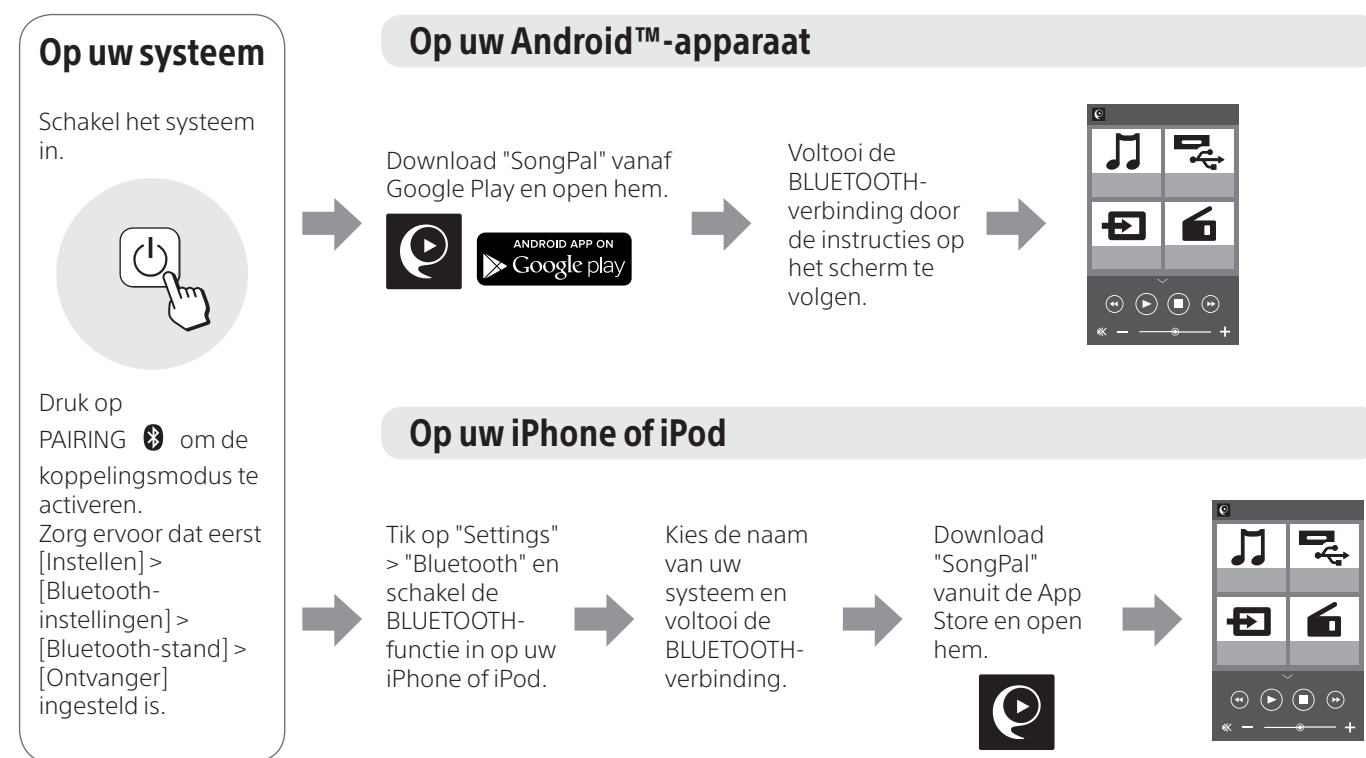 Op uw systeem
Schakel het systeem
in.
Druk op
PAIRING om de
koppelingsmodus te
activeren.
Zorg ervoor dat eerst
[Instellen] >
[Bluetooth-
instellingen] >
[Bluetooth-stand] >
[Ontvanger]
ingesteld is.
Op uw Android™-apparaat
Download "SongPal" vanaf
Google Play en open hem.
ANDROID APP ON
Google play
Voltooi de
BLUETOOTH-
verbinding door
de instructies op
het scherm te
volgen.
Op uw iPhone of iPod
Tik op "Settings"
> "Bluetooth" en
schakel de
BLUETOOTH-
functie in op uw
iPhone of iPod.
Kies de naam
van uw
systeem en
voltooi de
BLUETOOTH-
verbinding.
Download
"SongPal"
vanuit de App
Store en open
hem.